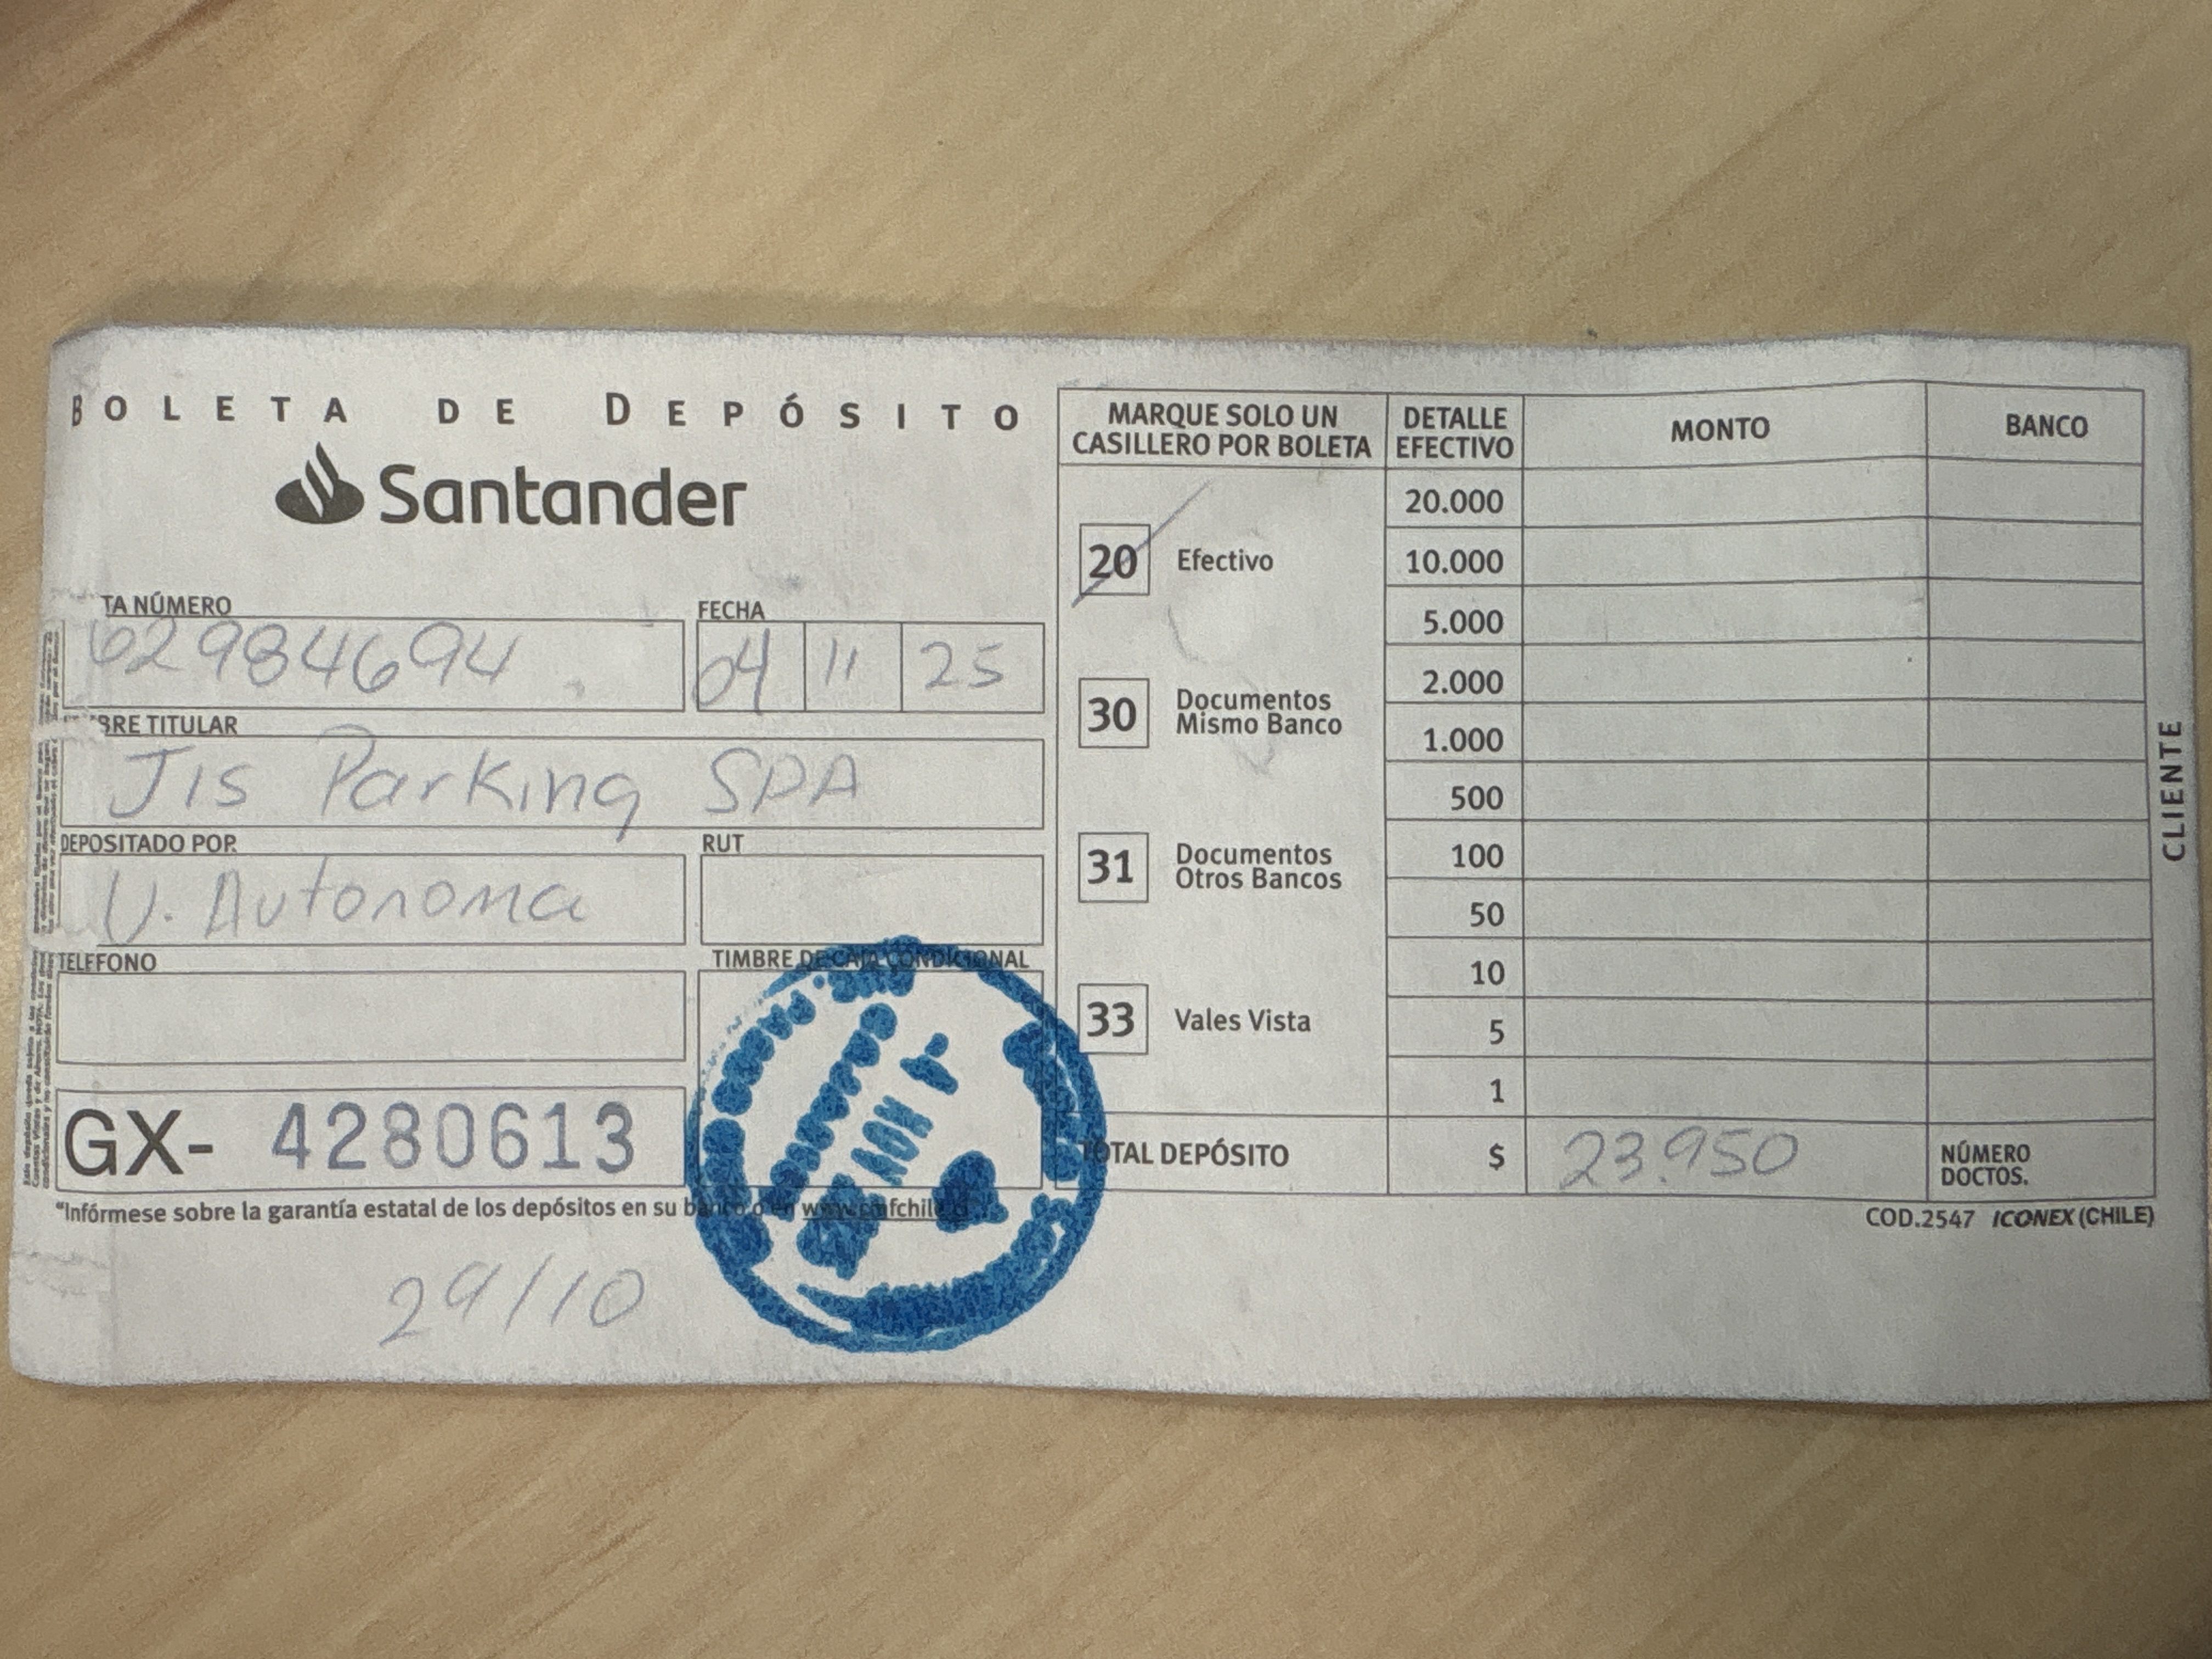 BOLETA DE DEPÓSITO
Santander
TA NÚMERO
62984694
FECHA
04 11 25
BRE TITULAR
Jis Parking SPA
DEPOSITADO POR
U. Autonoma
RUT
TELEFONO
TIMBRE DE CAJA CONDICIONAL
GX- 4280613
*Infórmese sobre la garantía estatal de los depósitos en su banco o en www.cmfchile.cl
29/10
MARQUE SOLO UN
CASILLERO POR BOLETA
20 Efectivo
30 Documentos
Mismo Banco
31 Documentos
Otros Bancos
33 Vales Vista
DETALLE
EFECTIVO
MONTO
BANCO
20.000
10.000
5.000
2.000
1.000
500
100
50
10
5
1
TOTAL DEPÓSITO $ 23.950
NÚMERO
DOCTOS.
COD.2547 ICONEX (CHILE)
CLIENTE